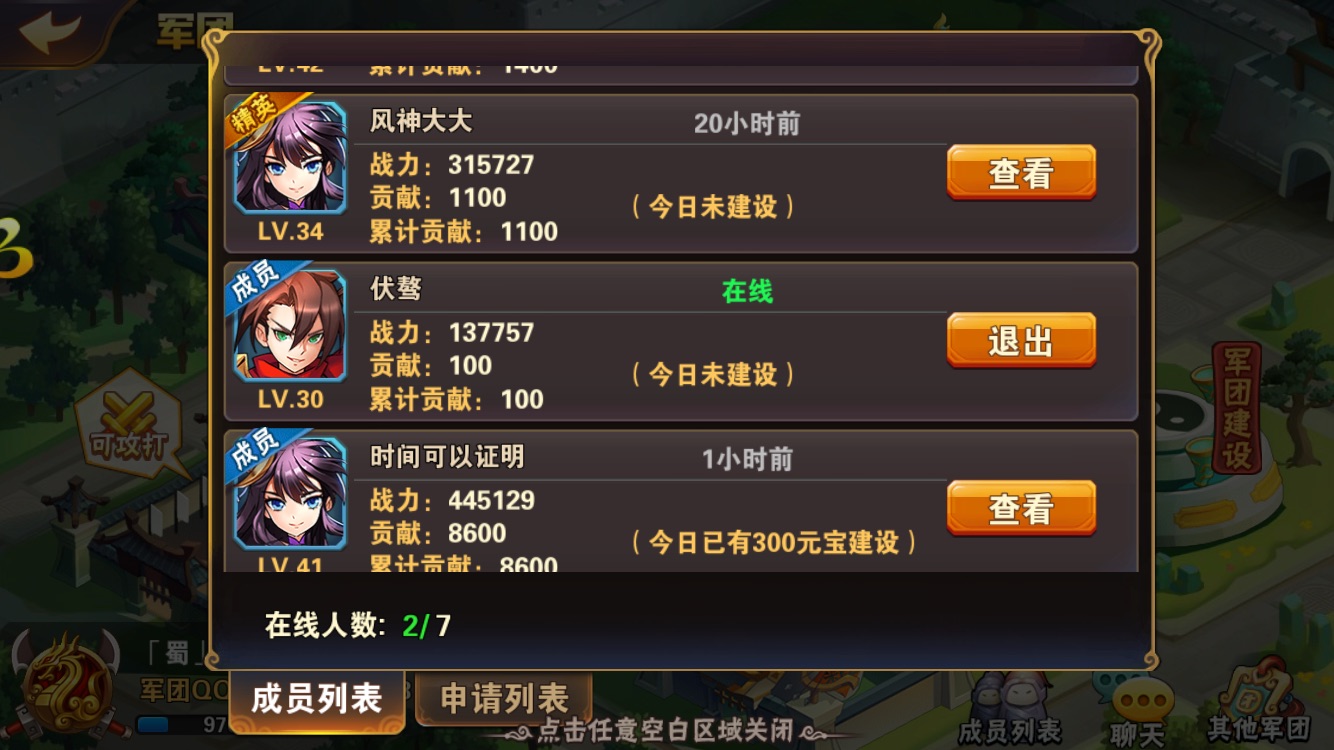 军团
LV.42
累计贡献: 1400
精英
风神大大
20小时前
战力: 315727
贡献: 1100
(今日未建设)
累计贡献: 1100
LV.34
查看
成员
伏骜
在线
战力: 137757
贡献: 100
(今日未建设)
累计贡献: 100
LV.30
退出
成员
时间可以证明
1小时前
战力: 445129
贡献: 8600
(今日已有300元宝建设)
累计贡献: 8600
LV.41
查看
在线人数: 2/7
可攻打
军团建设
「蜀」
军团QQ
97
成员列表
申请列表
点击任意空白区域关闭
成员列表
聊天
其他军团